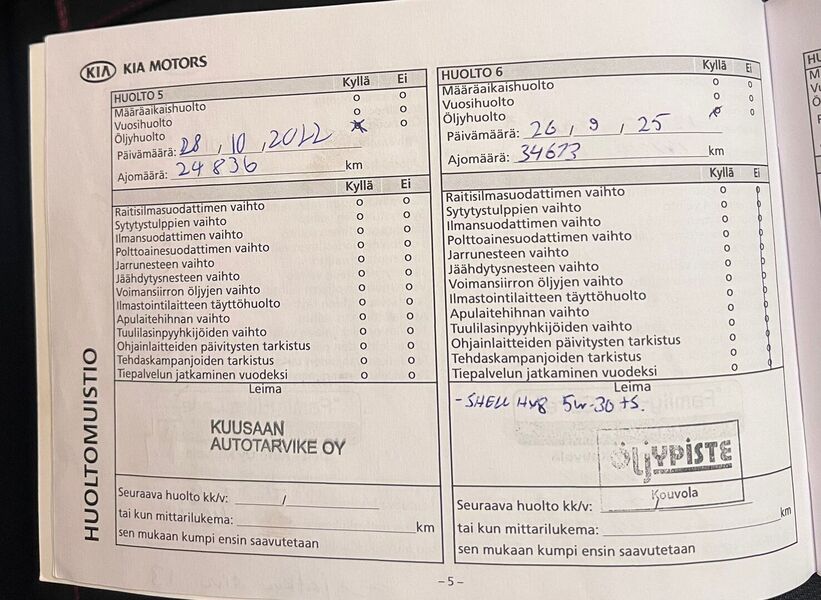 KIA KIA MOTORS
HUOLTO 5 Kyllä Ei
Määräaikaishuolto o o
Vuosihuolto o o
Öljyhuolto o
Päivämäärä: 28 , 10 , 2022
Ajomäärä: 24 836 km
Kyllä Ei
Raitisilmasuodattimen vaihto o o
Sytytystulppien vaihto o o
Ilmansuodattimen vaihto o o
Polttoainesuodattimen vaihto o o
Jarrunesteen vaihto o o
Jäähdytysnesteen vaihto o o
Voimansiirron öljyjen vaihto o o
Ilmastointilaitteen täyttöhuolto o o
Apulaitehihnan vaihto o o
Tuulilasinpyyhkijöiden vaihto o o
Ohjainlaitteiden päivitysten tarkistus o o
Tehdaskampanjoiden tarkistus o o
Tiepalvelun jatkaminen vuodeksi o o
Leima
KUUSAAN
AUTOTARVIKE OY
Seuraava huolto kk/v: /
tai kun mittarilukema: km
sen mukaan kumpi ensin saavutetaan
HUOLTO 6 Kyllä Ei
Määräaikaishuolto o o
Vuosihuolto o o
Öljyhuolto o
Päivämäärä: 26 , 9 , 25
Ajomäärä: 34673 km
Kyllä Ei
Raitisilmasuodattimen vaihto o o
Sytytystulppien vaihto o o
Ilmansuodattimen vaihto o o
Polttoainesuodattimen vaihto o o
Jarrunesteen vaihto o o
Jäähdytysnesteen vaihto o o
Voimansiirron öljyjen vaihto o o
Ilmastointilaitteen täyttöhuolto o o
Apulaitehihnan vaihto o o
Tuulilasinpyyhkijöiden vaihto o o
Ohjainlaitteiden päivitysten tarkistus o o
Tehdaskampanjoiden tarkistus o o
Tiepalvelun jatkaminen vuodeksi o o
Leima
- SHELL HX8 5W-30 +S.
ÖljYPISTE
Kouvola
Seuraava huolto kk/v: /
tai kun mittarilukema: km
sen mukaan kumpi ensin saavutetaan
HUOLTOMUISTIO
– 5 –